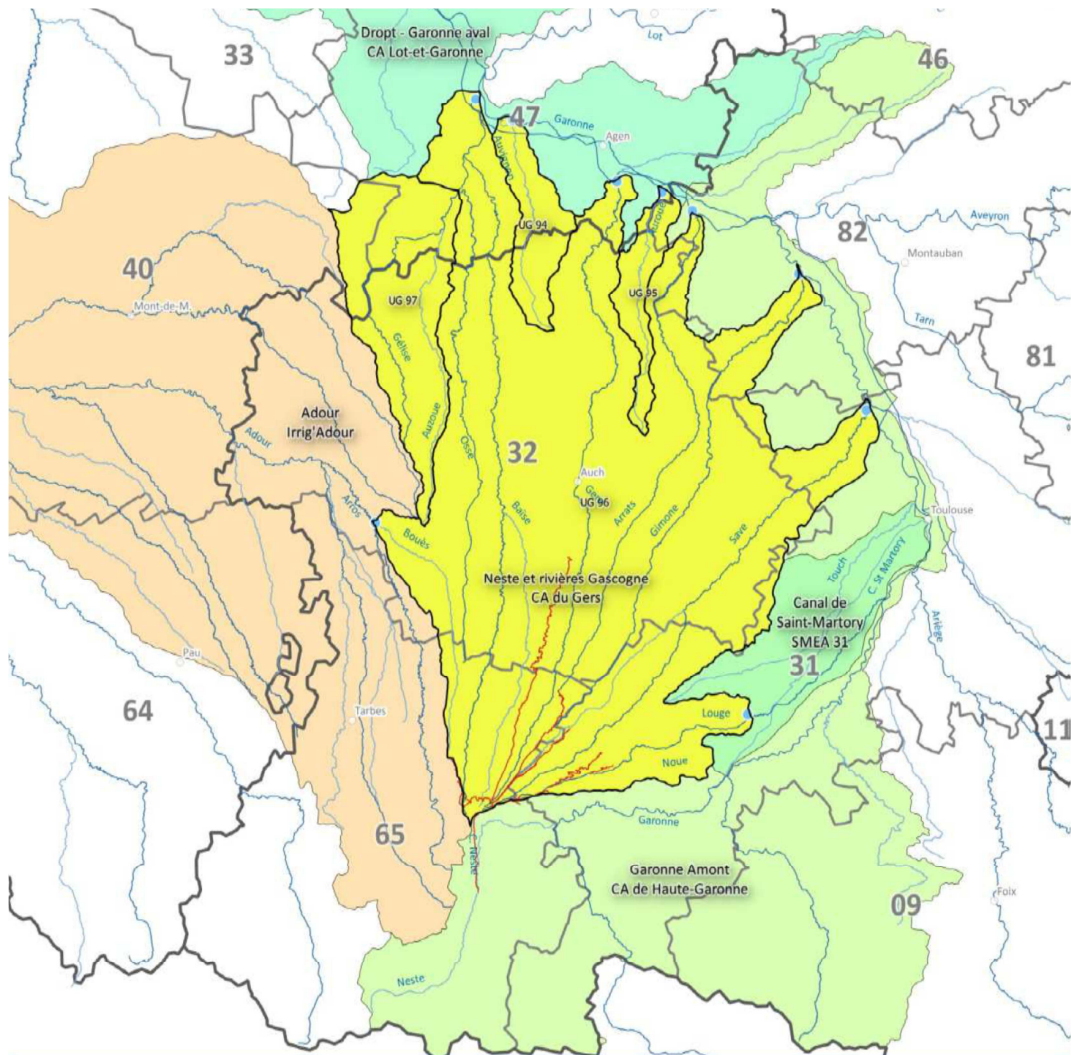 Dropt - Garonne aval
CA Lot-et-Garonne
Lot
33
46
47
Garonne
Agen
Auvignon
UG 94
Auroue
82
Aveyron
Montauban
40
Mont-de-M.
UG 97
UG 95
Tarn
81
Gélise
Auzoue
Osse
Adour
Irrig'Adour
Adour
32
Auch
Gers
UG 96
Arros
Bouès
Baïse
Arrats
Gimone
Save
Toulouse
Touch
C. St Martory
Neste et rivières Gascogne
CA du Gers
Canal de
Saint-Martory
SMEA 31
Ariège
31
Pau
64
Tarbes
Louge
11
Noue
65
Garonne
Neste
Garonne Amont
CA de Haute-Garonne
09
Foix
Neste